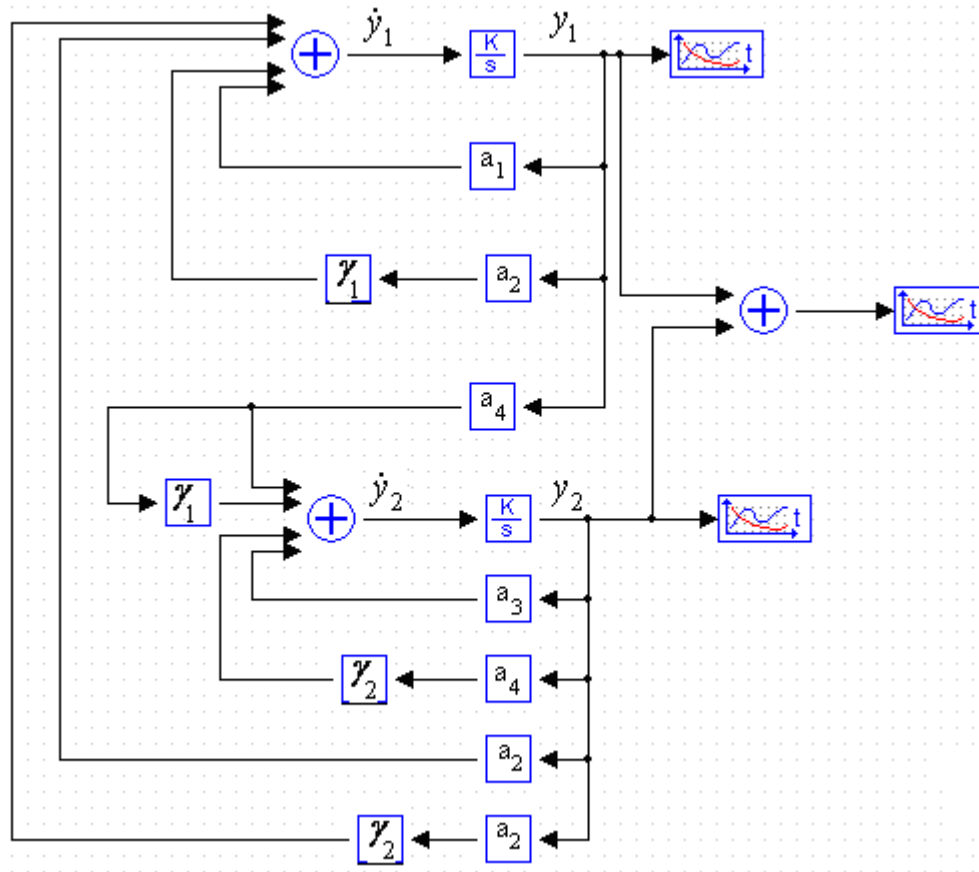 ẏ₁ K/s y₁ t
a₁
γ₁ a₂
t
a₄
γ₁ ẏ₂ K/s y₂ t
a₃
γ₂ a₄
a₂
γ₂ a₂